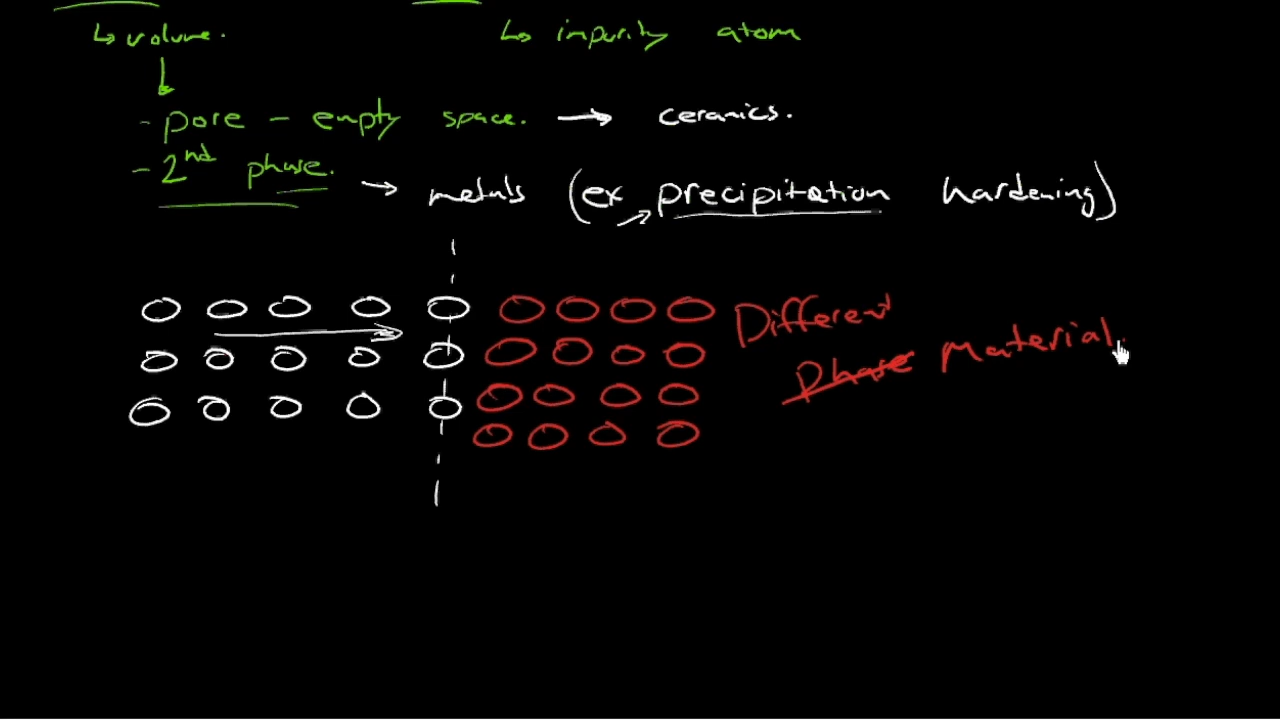 ↳ volume.
↳ impurity atom
- pore - empty space. → ceramics.
- 2nd phase. → metals (ex precipitation hardening)
Different
Phase Material.